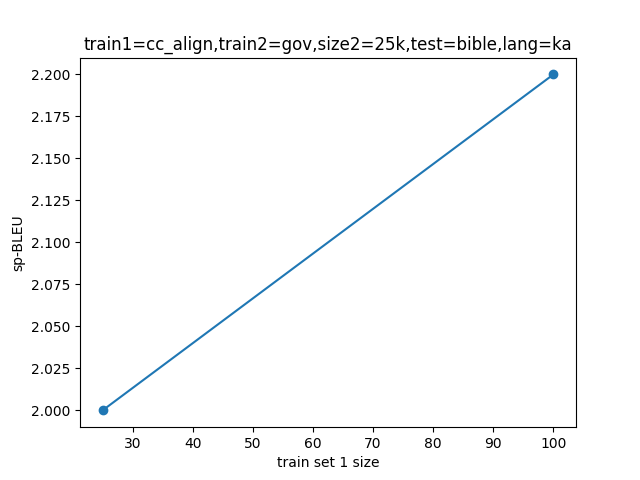 train1=cc_align,train2=gov,size2=25k,test=bible,lang=ka
2.200
2.175
2.150
2.125
2.100
2.075
2.050
2.025
2.000
sp-BLEU
30 40 50 60 70 80 90 100
train set 1 size